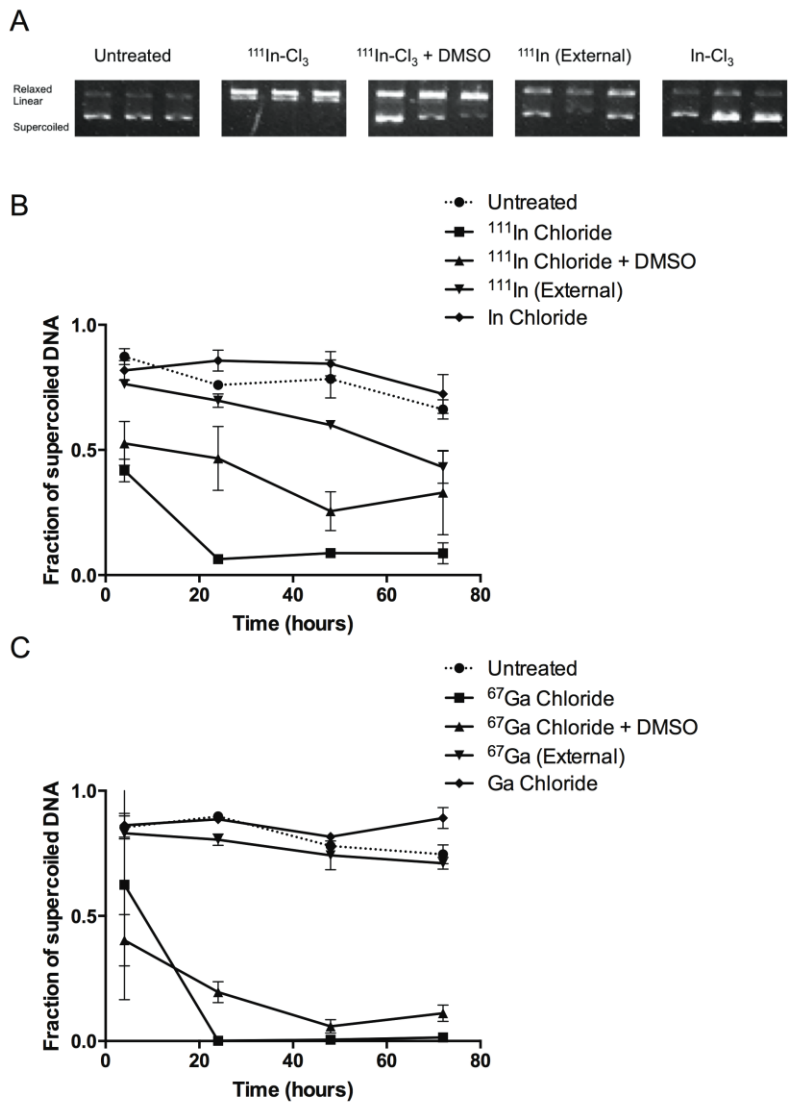 A
Untreated
¹¹¹In-Cl₃
¹¹¹In-Cl₃ + DMSO
¹¹¹In (External)
In-Cl₃
Relaxed
Linear
Supercoiled
B
Untreated
¹¹¹In Chloride
¹¹¹In Chloride + DMSO
¹¹¹In (External)
In Chloride
Fraction of supercoiled DNA
1.0
0.5
0.0
0 20 40 60 80
Time (hours)
C
Untreated
⁶⁷Ga Chloride
⁶⁷Ga Chloride + DMSO
⁶⁷Ga (External)
Ga Chloride
Fraction of supercoiled DNA
1.0
0.5
0.0
0 20 40 60 80
Time (hours)